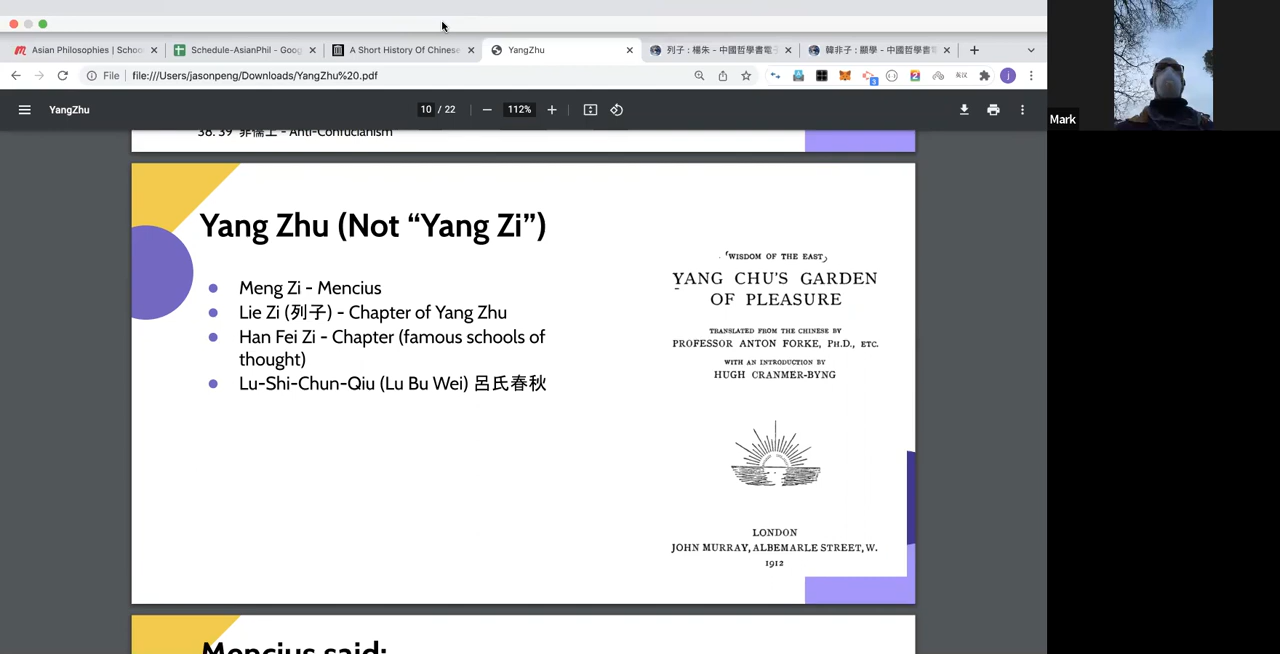 Asian Philosophies | Schoo
Schedule-AsianPhil - Goog
A Short History Of Chinese
YangZhu
列子 : 楊朱 - 中國哲學書電子
韓非子 : 顯學 - 中國哲學書電
File
file:///Users/jasonpeng/Downloads/YangZhu%20.pdf
YangZhu
10 / 22
112%
38. 39 非儒上 - Anti-Confucianism
Yang Zhu (Not “Yang Zi”)
Meng Zi - Mencius
Lie Zi (列子) - Chapter of Yang Zhu
Han Fei Zi - Chapter (famous schools of
thought)
Lu-Shi-Chun-Qiu (Lu Bu Wei) 呂氏春秋
WISDOM OF THE EAST
YANG CHU'S GARDEN
OF PLEASURE
TRANSLATED FROM THE CHINESE BY
PROFESSOR ANTON FORKE, PH.D., ETC.
WITH AN INTRODUCTION BY
HUGH CRANMER-BYNG
LONDON
JOHN MURRAY, ALBEMARLE STREET, W.
1912
Mencius said:
Mark